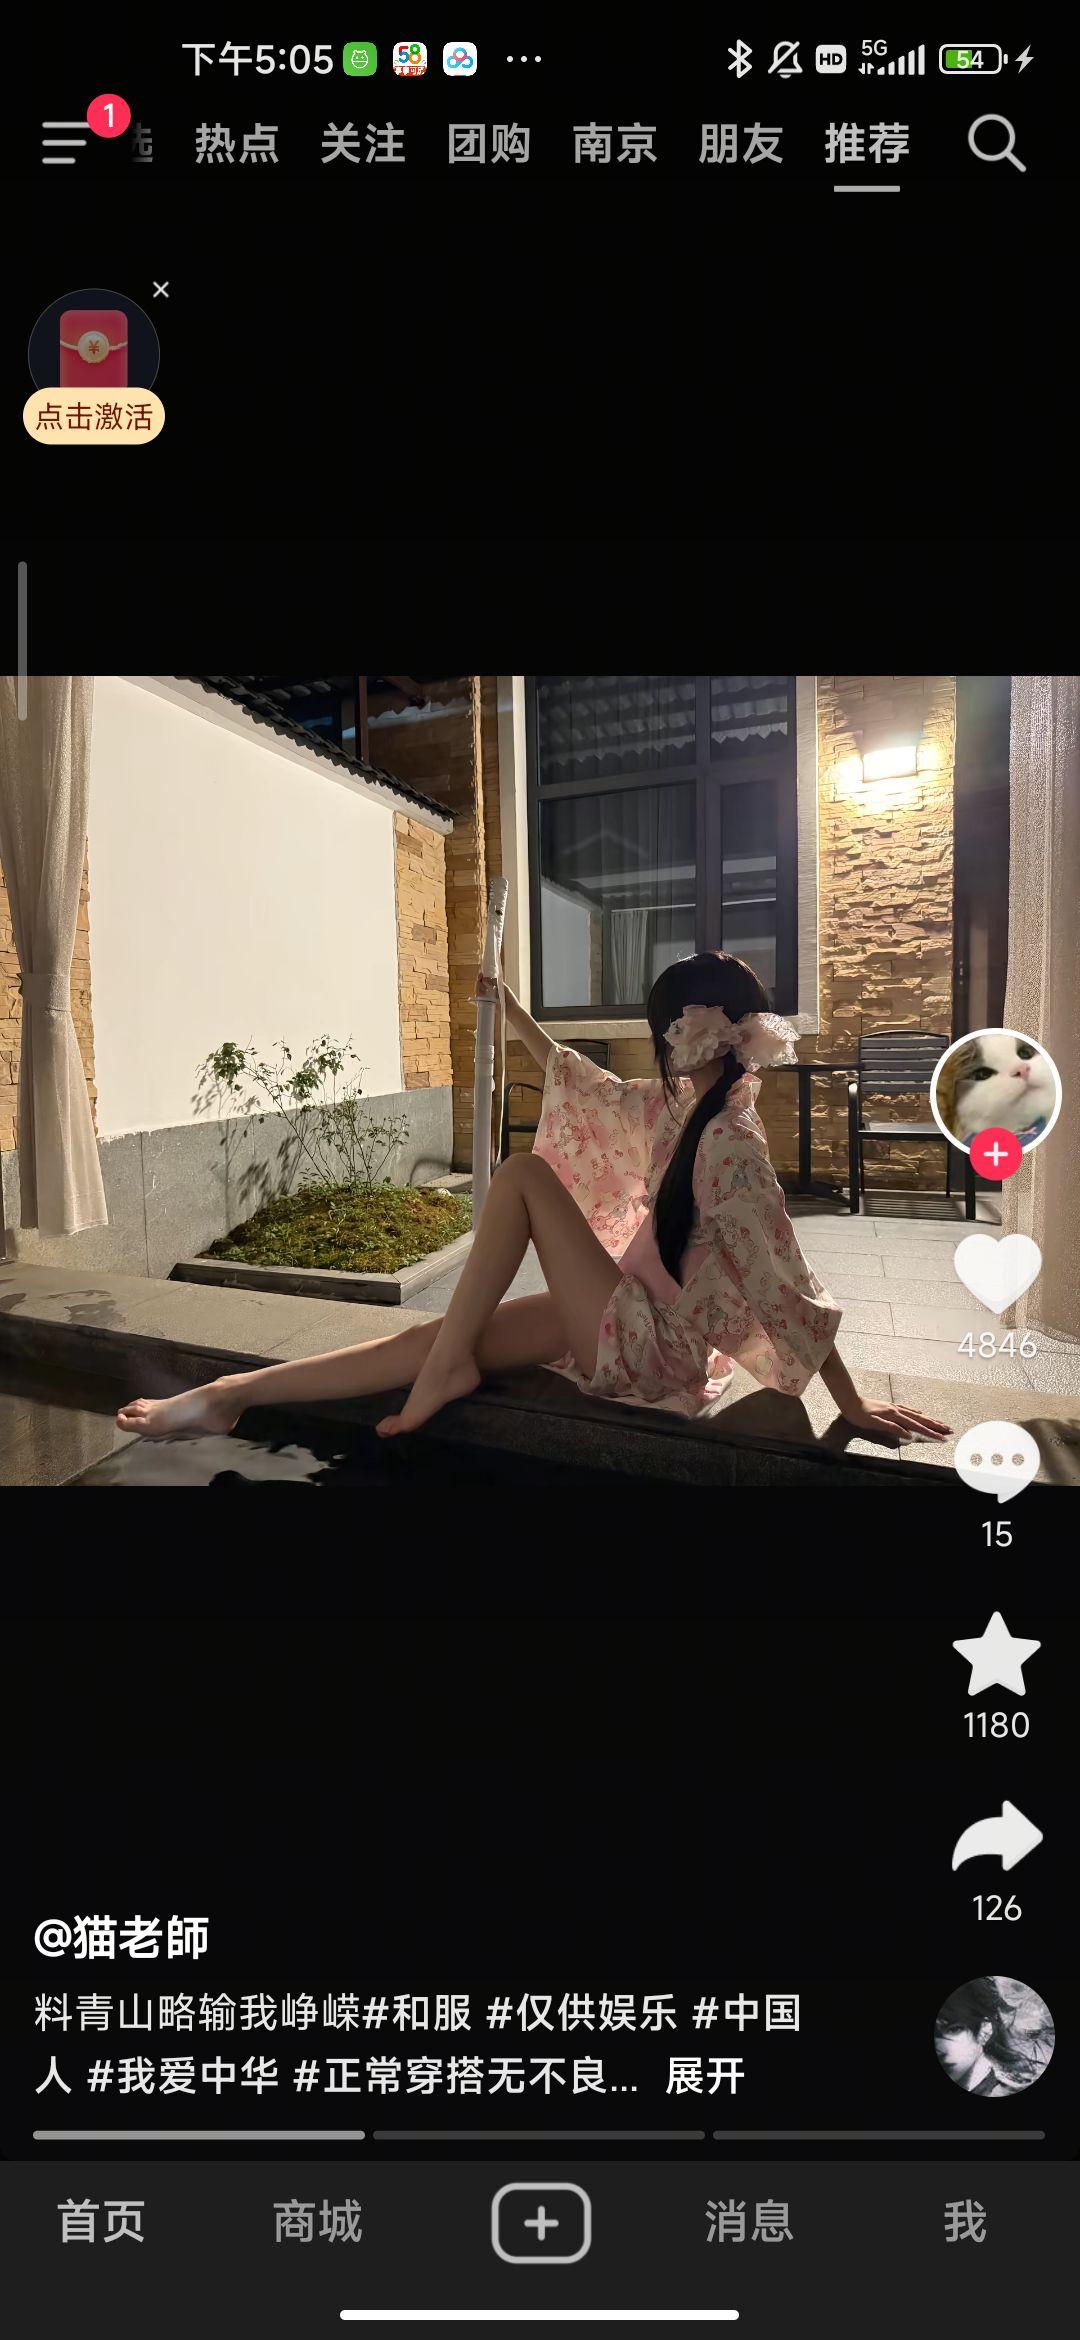 下午5:05
58
HD
5G
54
1
选 热点 关注 团购 南京 朋友 推荐
点击激活
4846
15
1180
126
@猫老師
料青山略输我峥嵘#和服 #仅供娱乐 #中国
人 #我爱中华 #正常穿搭无不良... 展开
首页 商城 消息 我